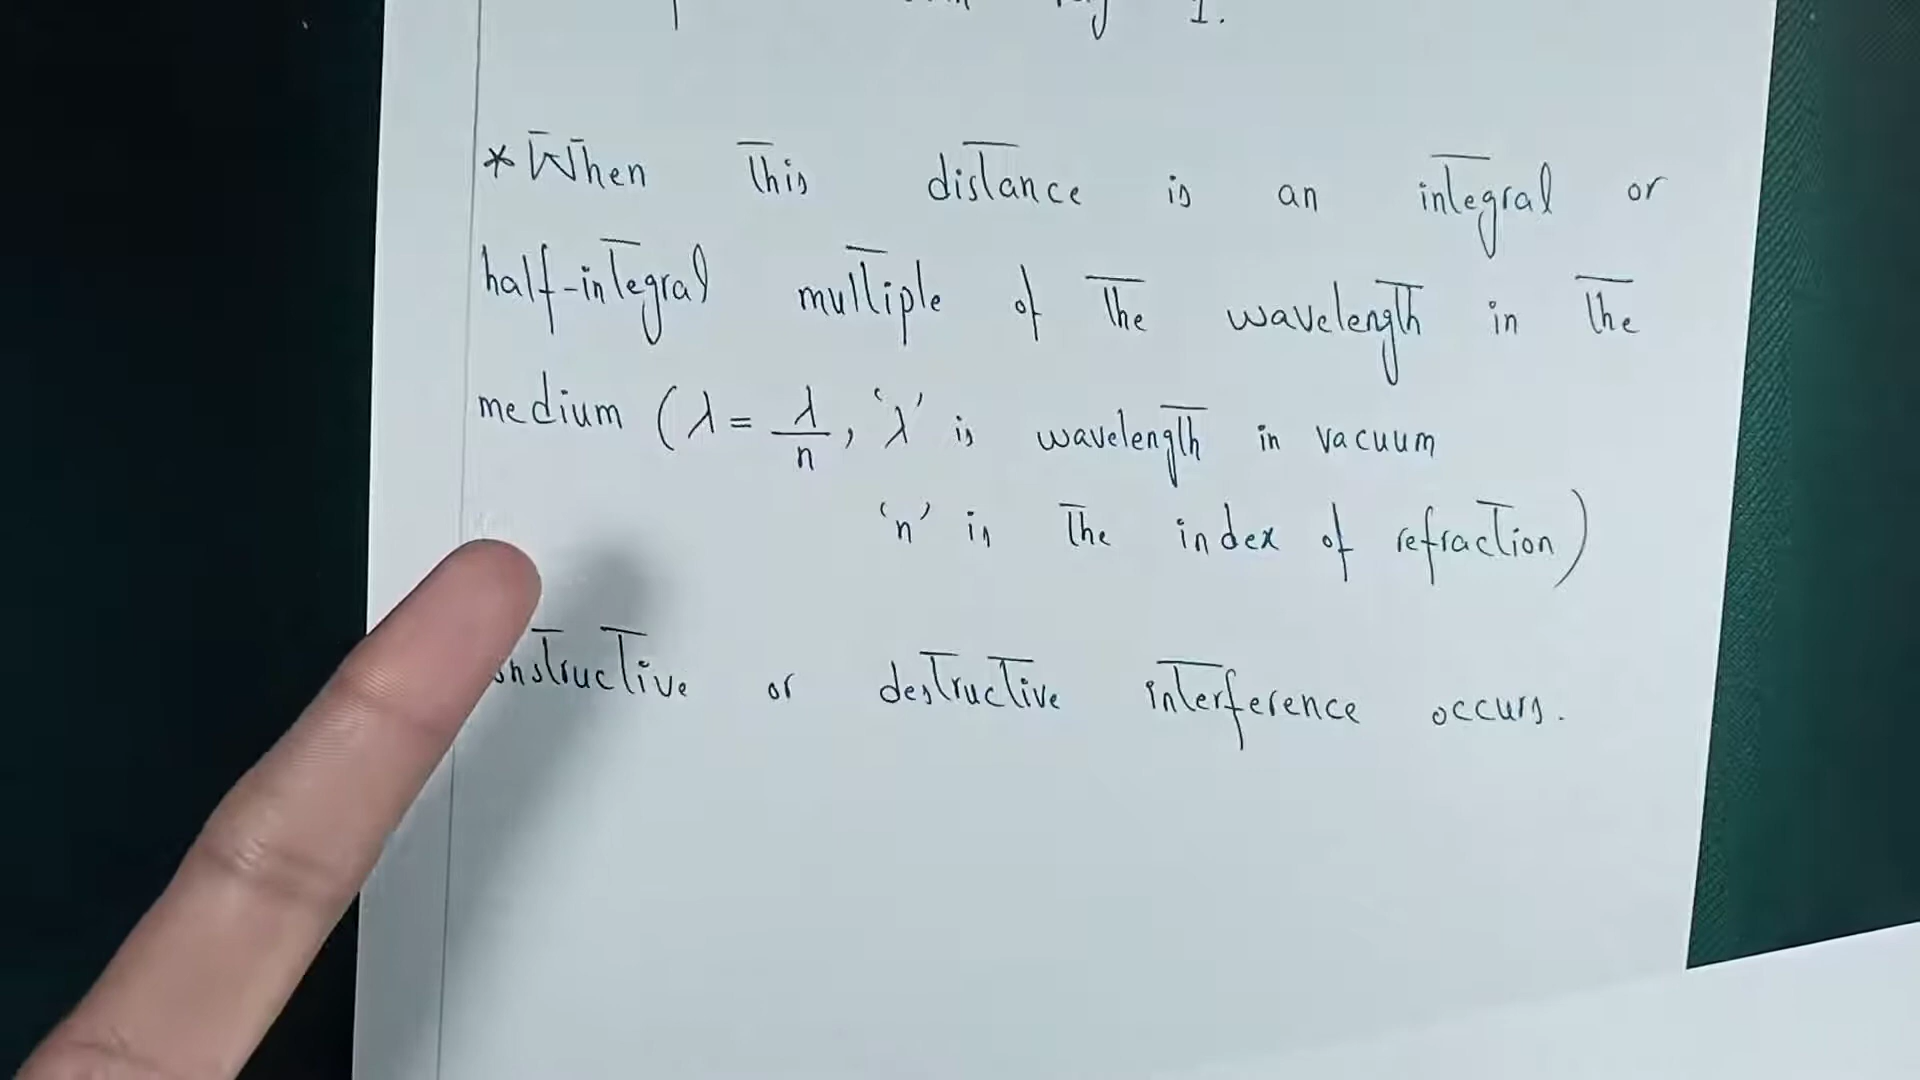 1.
*When this distance is an integral or
half-integral multiple of the wavelength in the
medium (λ = λ/n, 'λ' is wavelength in vacuum
'n' is the index of refraction)
or destructive interference occurs.